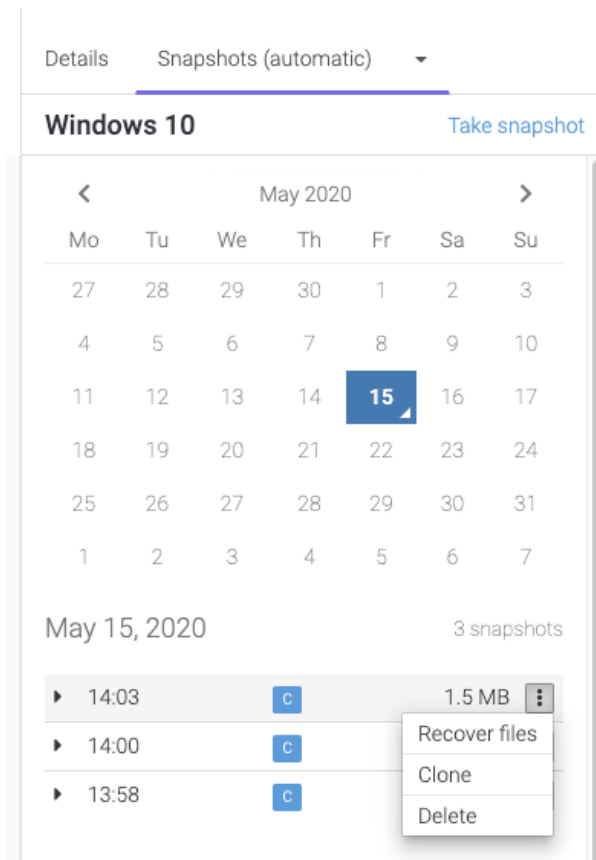 Details Snapshots (automatic)
Windows 10 Take snapshot
May 2020
Mo Tu We Th Fr Sa Su
27 28 29 30 1 2 3
4 5 6 7 8 9 10
11 12 13 14 15 16 17
18 19 20 21 22 23 24
25 26 27 28 29 30 31
1 2 3 4 5 6 7
May 15, 2020 3 snapshots
14:03 C 1.5 MB
Recover files
14:00 C
Clone
13:58 C
Delete